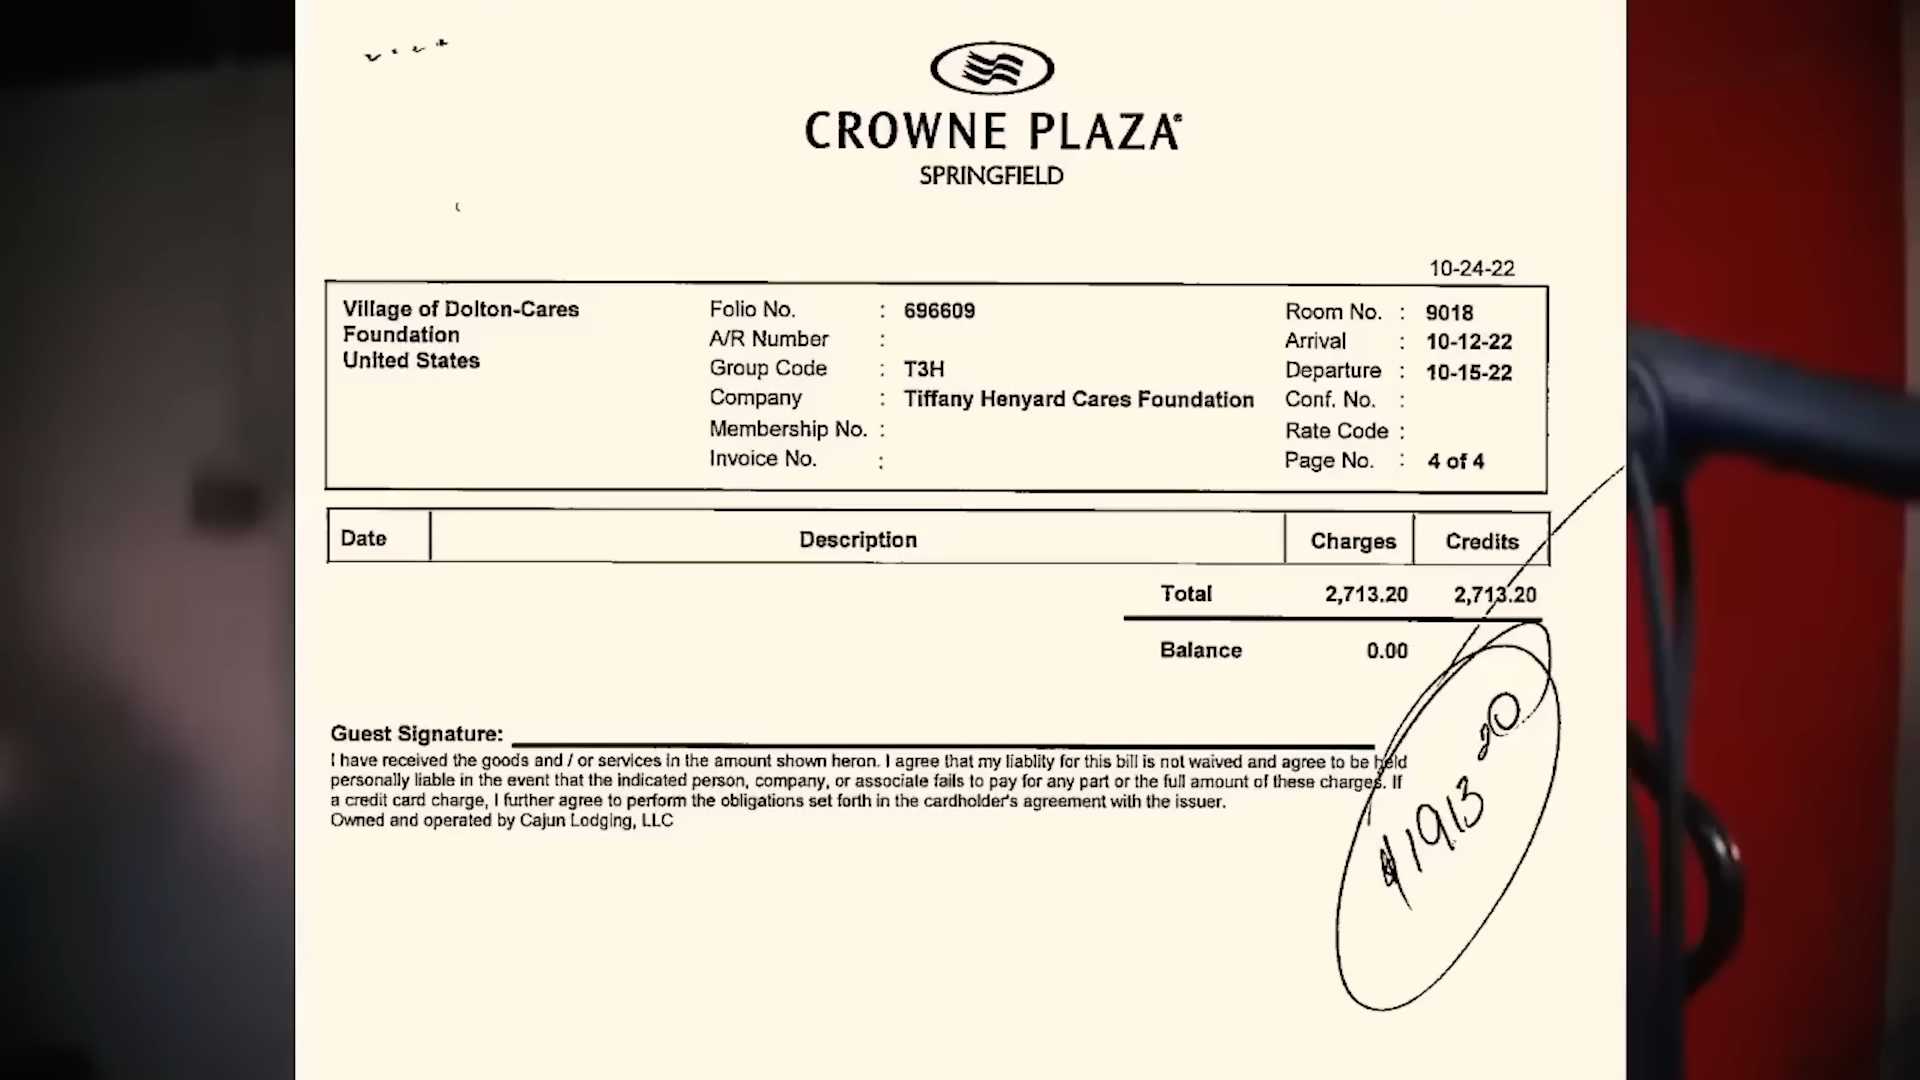 CROWNE PLAZA
SPRINGFIELD
10-24-22
Village of Dolton-Cares
Foundation
United States
Folio No. : 696609
A/R Number :
Group Code : T3H
Company : Tiffany Henyard Cares Foundation
Membership No. :
Invoice No. :
Room No. : 9018
Arrival : 10-12-22
Departure : 10-15-22
Conf. No. :
Rate Code :
Page No. : 4 of 4
Date Description Charges Credits
Total 2,713.20 2,713.20
Balance 0.00
Guest Signature:
I have received the goods and / or services in the amount shown heron. I agree that my liablity for this bill is not waived and agree to be held
personally liable in the event that the indicated person, company, or associate fails to pay for any part or the full amount of these charges. If
a credit card charge, I further agree to perform the obligations set forth in the cardholder's agreement with the issuer.
Owned and operated by Cajun Lodging, LLC
$1913 20